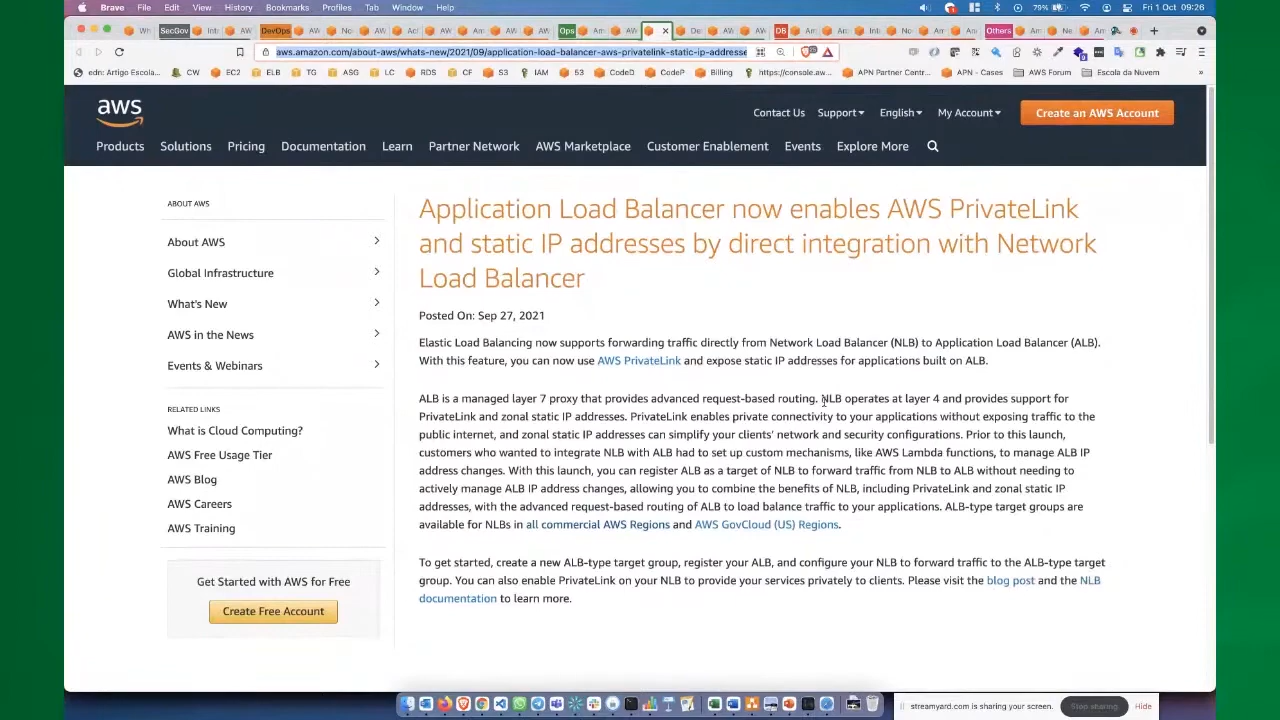 Brave File Edit View History Bookmarks Profiles Tab Window Help 79% Fri 1 Oct 09:26
SecGov DevOps Ops DB Others
aws.amazon.com/about-aws/whats-new/2021/09/application-load-balancer-aws-privatelink-static-ip-addresse
edn: Artigo Escola... CW EC2 ELB TG ASG LC RDS CF S3 IAM 53 CodeD CodeP Billing https://console.aw... APN Partner Centr... APN - Cases AWS Forum Escola da Nuvem
aws
Contact Us Support English My Account Create an AWS Account
Products Solutions Pricing Documentation Learn Partner Network AWS Marketplace Customer Enablement Events Explore More
ABOUT AWS
About AWS
Global Infrastructure
What's New
AWS in the News
Events & Webinars
RELATED LINKS
What is Cloud Computing?
AWS Free Usage Tier
AWS Blog
AWS Careers
AWS Training
Get Started with AWS for Free
Create Free Account
Application Load Balancer now enables AWS PrivateLink
and static IP addresses by direct integration with Network
Load Balancer
Posted On: Sep 27, 2021
Elastic Load Balancing now supports forwarding traffic directly from Network Load Balancer (NLB) to Application Load Balancer (ALB).
With this feature, you can now use AWS PrivateLink and expose static IP addresses for applications built on ALB.
ALB is a managed layer 7 proxy that provides advanced request-based routing. NLB operates at layer 4 and provides support for
PrivateLink and zonal static IP addresses. PrivateLink enables private connectivity to your applications without exposing traffic to the
public internet, and zonal static IP addresses can simplify your clients' network and security configurations. Prior to this launch,
customers who wanted to integrate NLB with ALB had to set up custom mechanisms, like AWS Lambda functions, to manage ALB IP
address changes. With this launch, you can register ALB as a target of NLB to forward traffic from NLB to ALB without needing to
actively manage ALB IP address changes, allowing you to combine the benefits of NLB, including PrivateLink and zonal static IP
addresses, with the advanced request-based routing of ALB to load balance traffic to your applications. ALB-type target groups are
available for NLBs in all commercial AWS Regions and AWS GovCloud (US) Regions.
To get started, create a new ALB-type target group, register your ALB, and configure your NLB to forward traffic to the ALB-type target
group. You can also enable PrivateLink on your NLB to provide your services privately to clients. Please visit the blog post and the NLB
documentation to learn more.
streamyard.com is sharing your screen. Stop sharing Hide